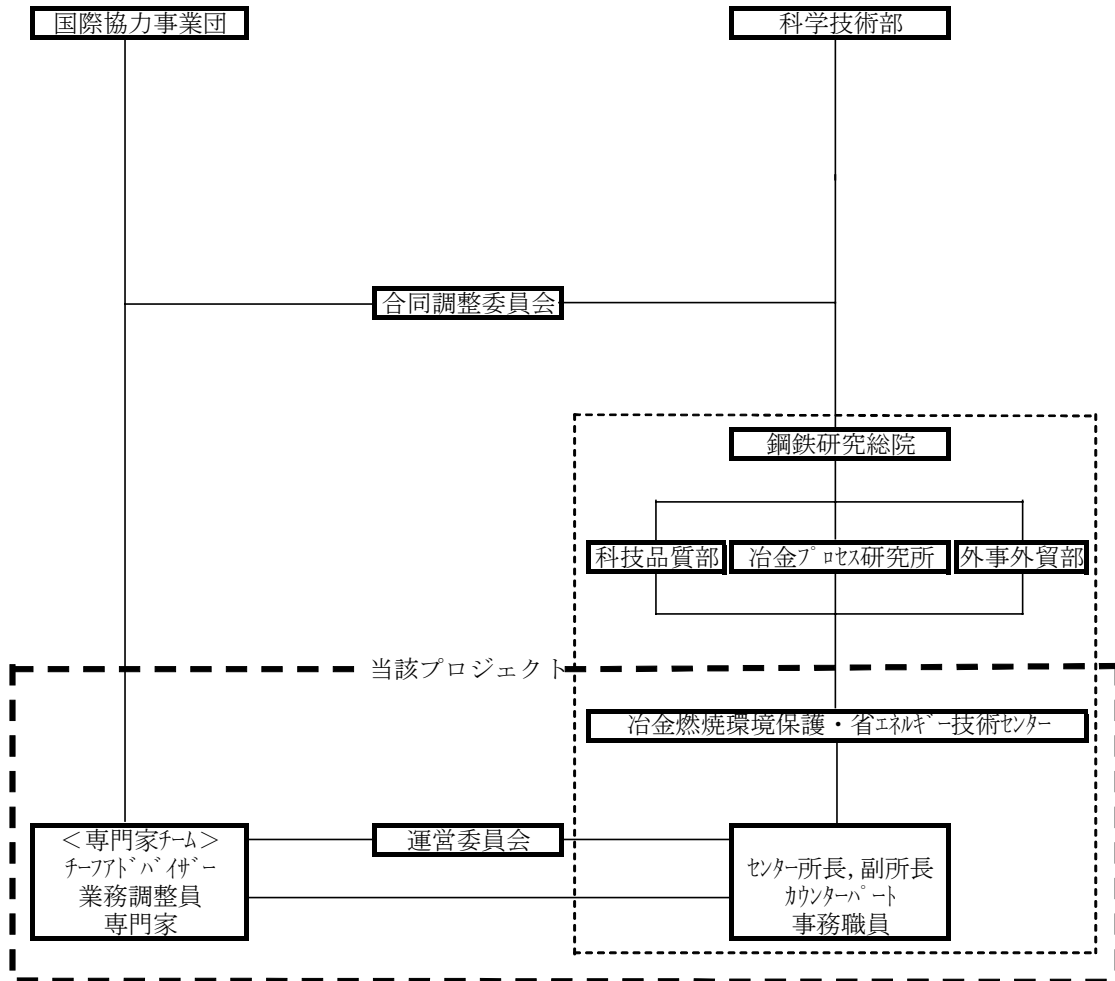 国際協力事業団
科学技術部
合同調整委員会
鋼鉄研究総院
科技品質部
冶金プロセス研究所
外事外貿部
当該プロジェクト
冶金燃焼環境保護・省エネルギー技術センター
＜専門家チーム＞
チーフアドバイザー
業務調整員
専門家
運営委員会
センター所長，副所長
カウンターパート
事務職員